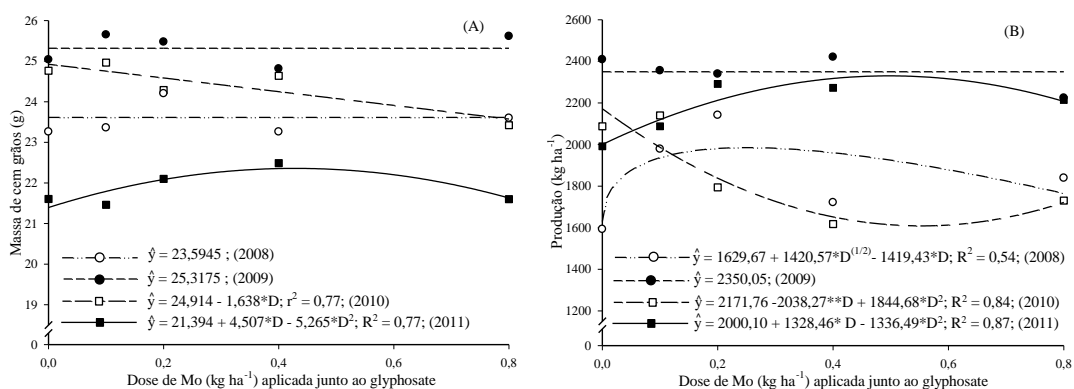 (A)
Massa de cem grãos (g)
26
25
24
23
22
21
20
19
18
0
ŷ = 23,5945 ; (2008)
ŷ = 25,3175 ; (2009)
ŷ = 24,914 - 1,638*D; r² = 0,77; (2010)
ŷ = 21,394 + 4,507*D - 5,265*D²; R² = 0,77; (2011)
0,0 0,2 0,4 0,6 0,8
Dose de Mo (kg ha⁻¹) aplicada junto ao glyphosate
(B)
Produção (kg ha⁻¹)
2600
2400
2200
2000
1800
1600
1400
1200
0
ŷ = 1629,67 + 1420,57*D⁽¹/²⁾- 1419,43*D; R² = 0,54; (2008)
ŷ = 2350,05; (2009)
ŷ = 2171,76 -2038,27**D + 1844,68*D²; R² = 0,84; (2010)
ŷ = 2000,10 + 1328,46* D - 1336,49*D²; R² = 0,87; (2011)
0,0 0,2 0,4 0,6 0,8
Dose de Mo (kg ha⁻¹) aplicada junto ao glyphosate